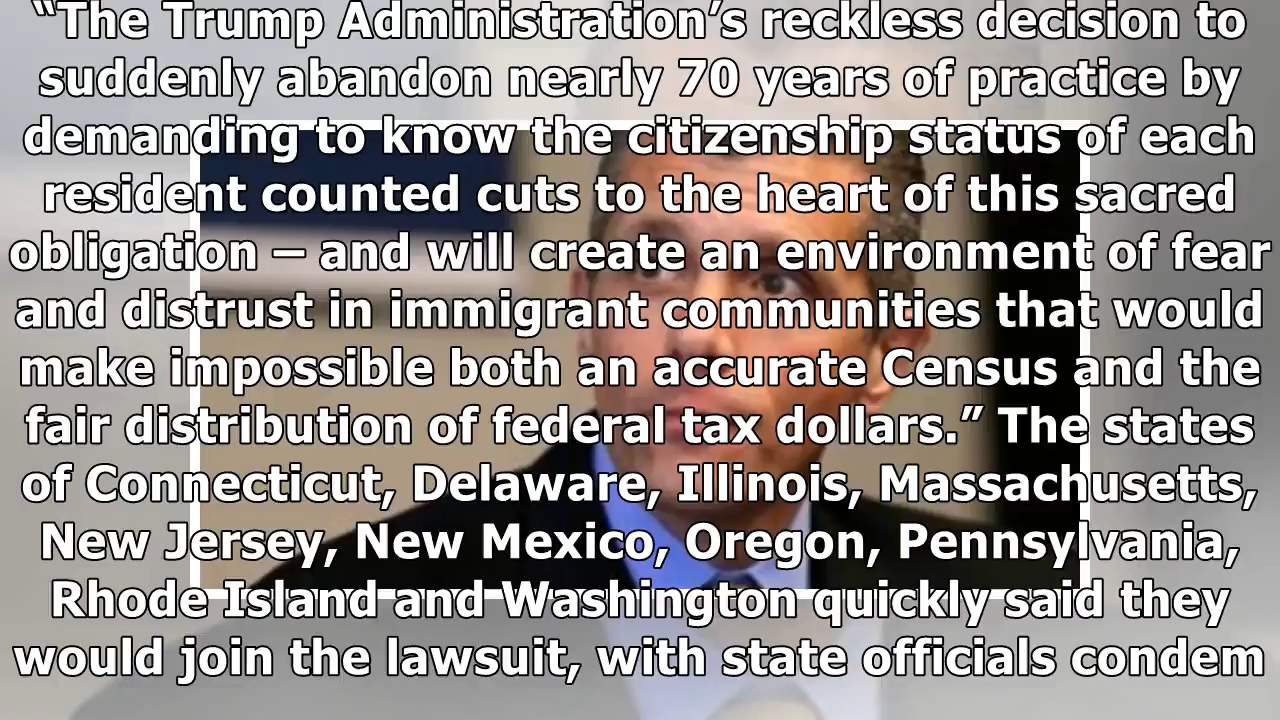 “The Trump Administration’s reckless decision to
suddenly abandon nearly 70 years of practice by
demanding to know the citizenship status of each
resident counted cuts to the heart of this sacred
obligation – and will create an environment of fear
and distrust in immigrant communities that would
make impossible both an accurate Census and the
fair distribution of federal tax dollars.” The states
of Connecticut, Delaware, Illinois, Massachusetts,
New Jersey, New Mexico, Oregon, Pennsylvania,
Rhode Island and Washington quickly said they
would join the lawsuit, with state officials condem